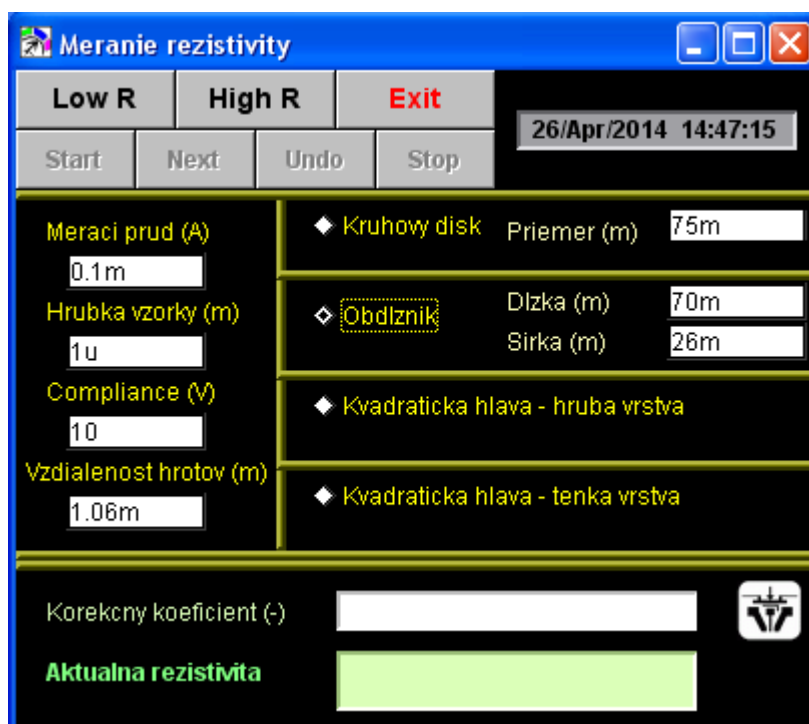 Meranie rezistivity
Low R High R Exit
26/Apr/2014 14:47:15
Start Next Undo Stop
Meraci prud (A)
0.1m
Hrubka vzorky (m)
1u
Compliance (V)
10
Vzdialenost hrotov (m)
1.06m
Kruhovy disk Priemer (m) 75m
Obdlznik Dlzka (m) 70m
Sirka (m) 26m
Kvadraticka hlava - hruba vrstva
Kvadraticka hlava - tenka vrstva
Korekcny koeficient (-)
Aktualna rezistivita